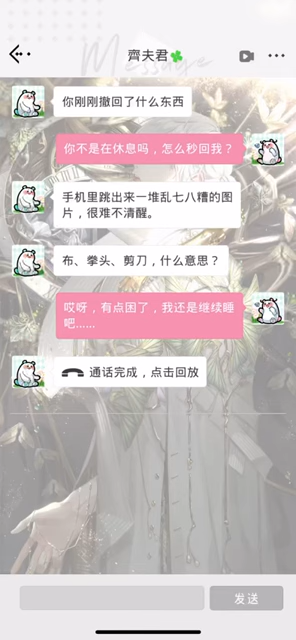 Message
齊夫君
你刚刚撤回了什么东西
你不是在休息吗，怎么秒回我？
手机里跳出来一堆乱七八糟的图
片，很难不清醒。
布、拳头、剪刀，什么意思？
哎呀，有点困了，我还是继续睡
吧……
通话完成，点击回放
发送